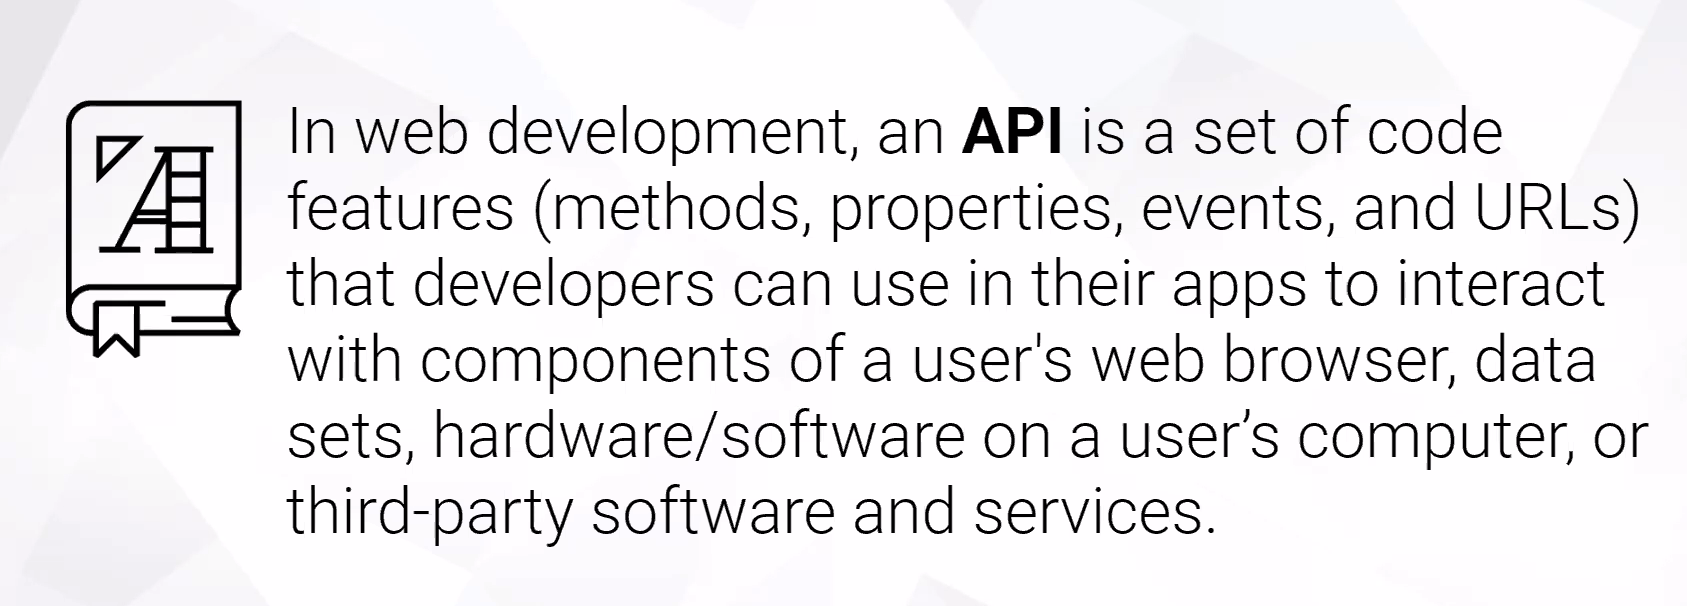 In web development, an API is a set of code
features (methods, properties, events, and URLs)
that developers can use in their apps to interact
with components of a user's web browser, data
sets, hardware/software on a user’s computer, or
third-party software and services.